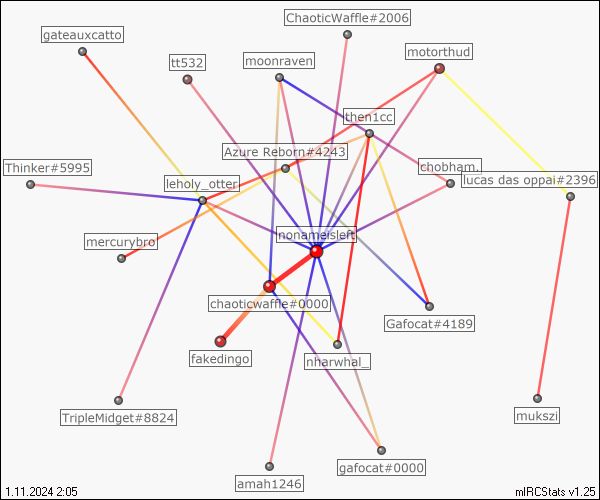 ChaoticWaffle#2006
gateauxcatto
motorthud
tt532
moonraven
then1cc
Azure Reborn#4243
Thinker#5995
chobham.
lucas das oppai#2396
leholy_otter
nonameisleft
mercurybro
chaoticwaffle#0000
Gafocat#4189
fakedingo
nharwhal_
TripleMidget#8824
mukszi
gafocat#0000
amah1246
1.11.2024 2:05
mIRCStats v1.25